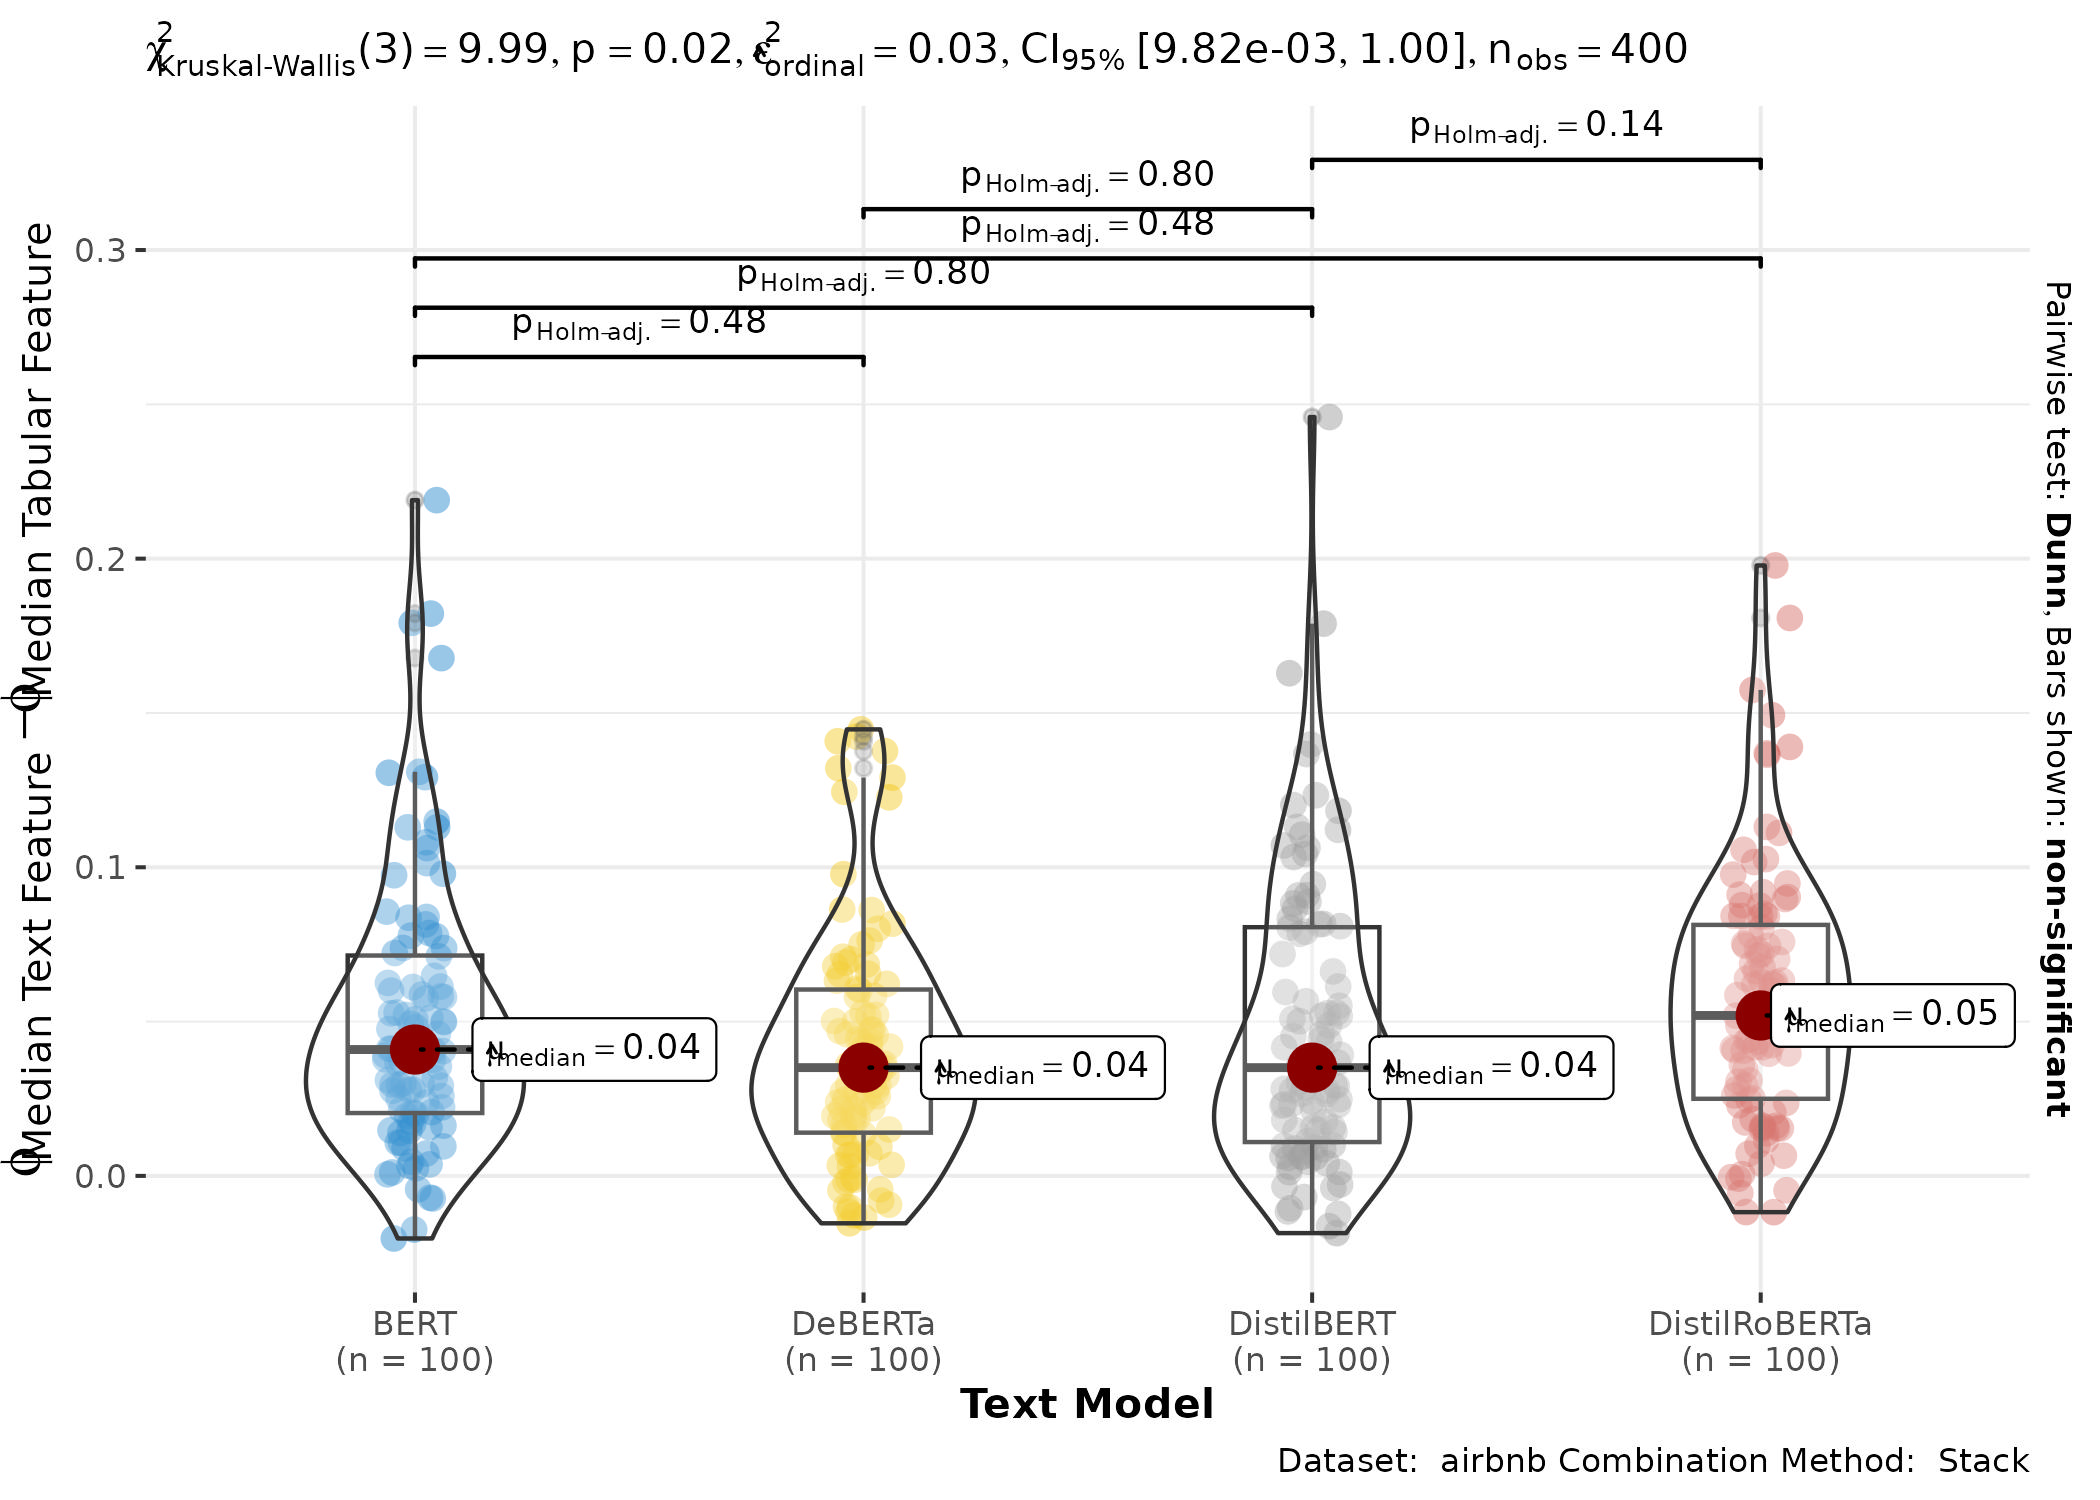 χ²Kruskal-Wallis(3) = 9.99, p = 0.02, ε̂²ordinal = 0.03, CI95% [9.82e-03, 1.00], nobs = 400
pHolm-adj. = 0.14
pHolm-adj. = 0.80
pHolm-adj. = 0.48
pHolm-adj. = 0.80
pHolm-adj. = 0.48
0.3
0.2
0.1
0.0
ϕMedian Text Feature − ϕMedian Tabular Feature
Pairwise test: Dunn, Bars shown: non-significant
μ̂median = 0.04
μ̂median = 0.04
μ̂median = 0.04
μ̂median = 0.05
BERT
(n = 100)
DeBERTa
(n = 100)
DistilBERT
(n = 100)
DistilRoBERTa
(n = 100)
Text Model
Dataset:  airbnb Combination Method:  Stack